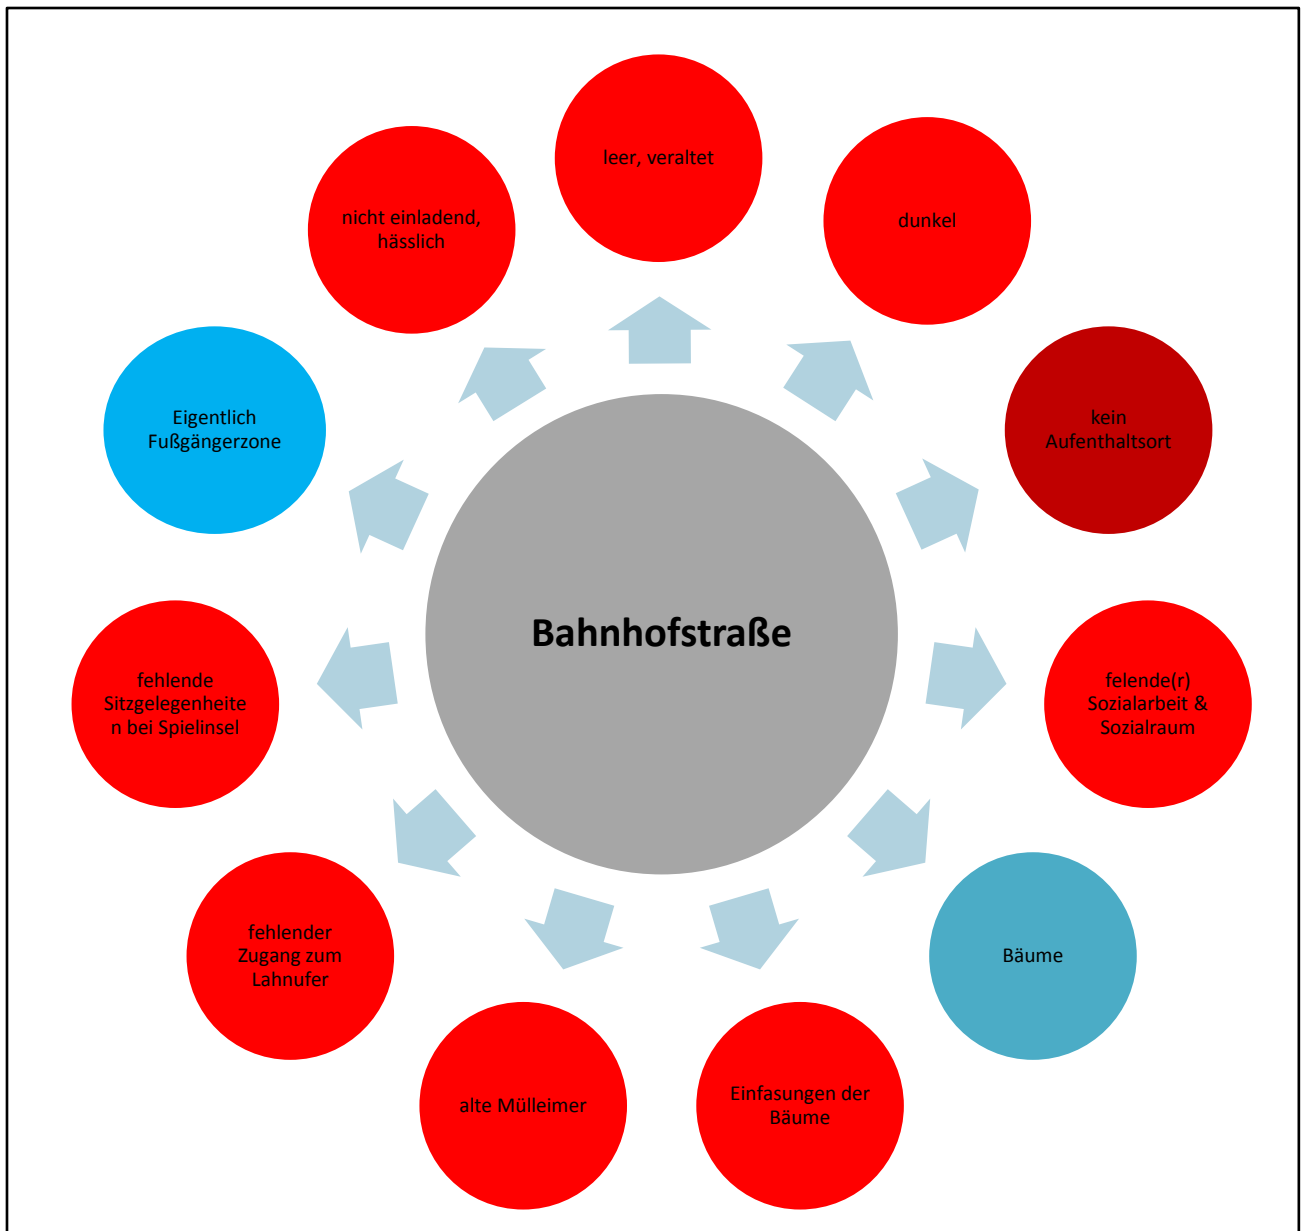 leer, veraltet
dunkel
kein
Aufenthaltsort
felende(r)
Sozialarbeit &
Sozialraum
Bäume
Einfasungen der
Bäume
alte Mülleimer
fehlender
Zugang zum
Lahnufer
fehlende
Sitzgelegenheite
n bei Spielinsel
Eigentlich
Fußgängerzone
nicht einladend,
hässlich
Bahnhofstraße